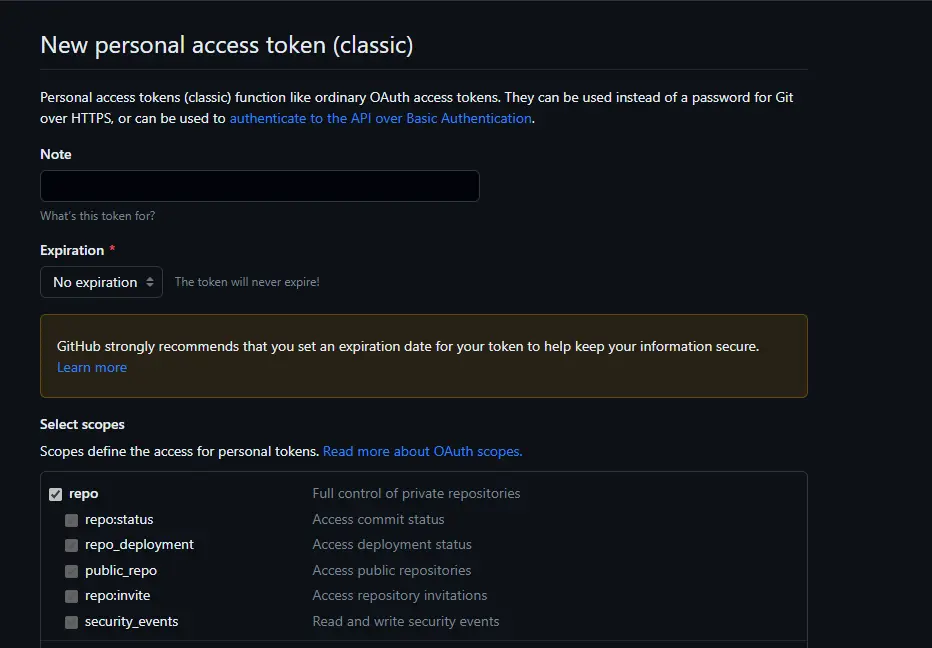 New personal access token (classic)
Personal access tokens (classic) function like ordinary OAuth access tokens. They can be used instead of a password for Git
over HTTPS, or can be used to authenticate to the API over Basic Authentication.
Note
What's this token for?
Expiration *
No expiration The token will never expire!
GitHub strongly recommends that you set an expiration date for your token to help keep your information secure.
Learn more
Select scopes
Scopes define the access for personal tokens. Read more about OAuth scopes.
repo Full control of private repositories
repo:status Access commit status
repo_deployment Access deployment status
public_repo Access public repositories
repo:invite Access repository invitations
security_events Read and write security events